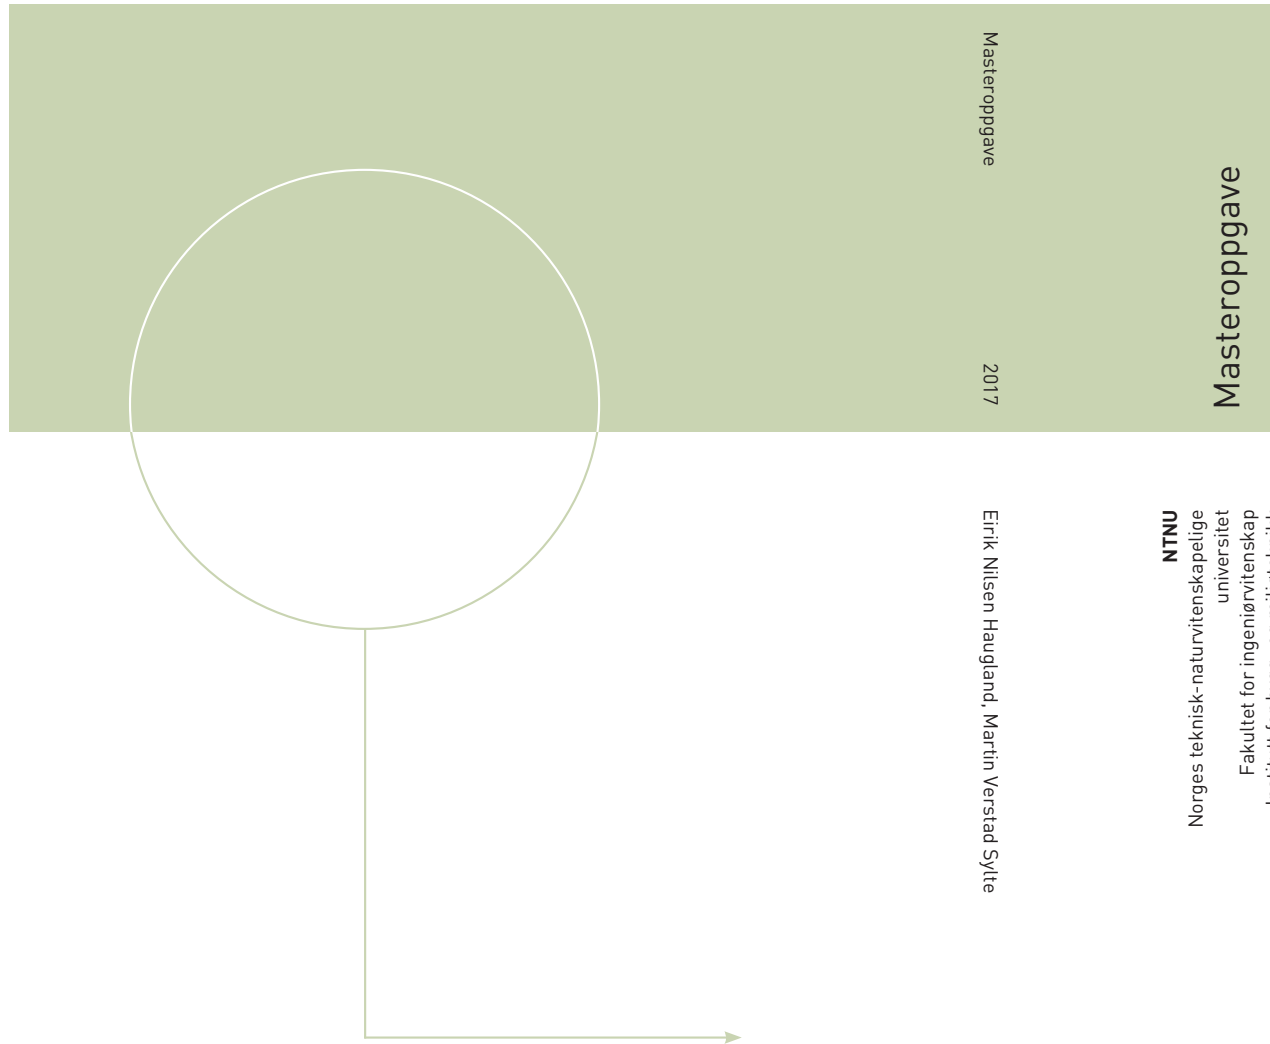 Masteroppgave
2017
Eirik Nilsen Haugland, Martin Verstad Sylte
Masteroppgave
NTNU
Norges teknisk-naturvitenskapelige
universitet
Fakultet for ingeniørvitenskap